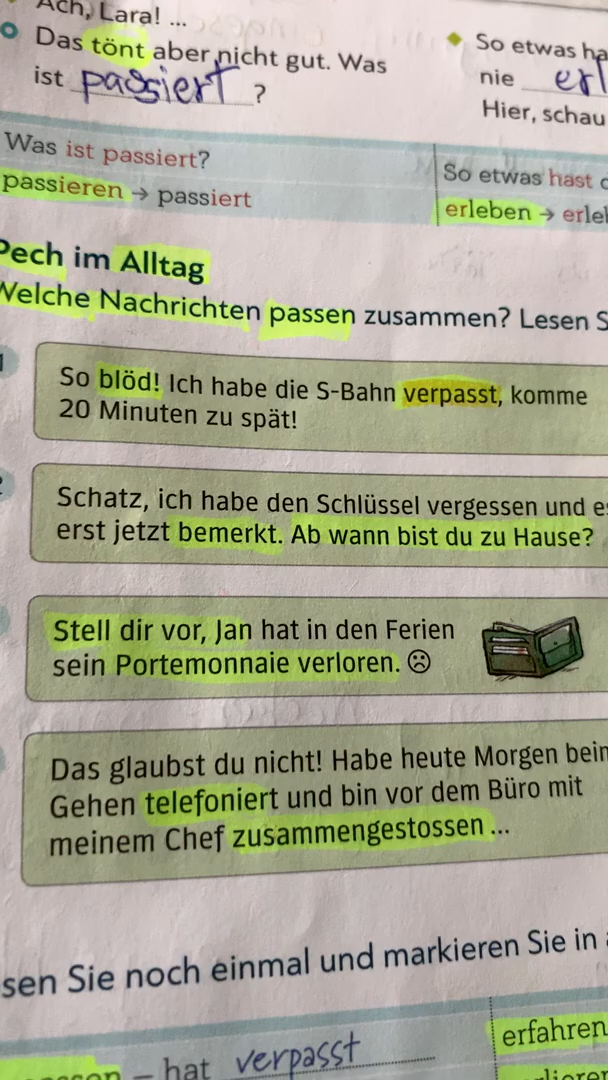 Ach, Lara! ...
Das tönt aber nicht gut. Was
ist passiert ?
So etwas
nie
Hier, schau
Was ist passiert?
passieren → passiert
So etwas hast
erleben →
Pech im Alltag
Welche Nachrichten passen zusammen? Lesen
1
So blöd! Ich habe die S-Bahn verpasst, komme
20 Minuten zu spät!
2
Schatz, ich habe den Schlüssel vergessen und
erst jetzt bemerkt. Ab wann bist du zu Hause?
Stell dir vor, Jan hat in den Ferien
sein Portemonnaie verloren. ☹
Das glaubst du nicht! Habe heute Morgen
Gehen telefoniert und bin vor dem Büro mit
meinem Chef zusammengestossen ...
Sie noch einmal und markieren Sie in
– hat verpasst
erfahren